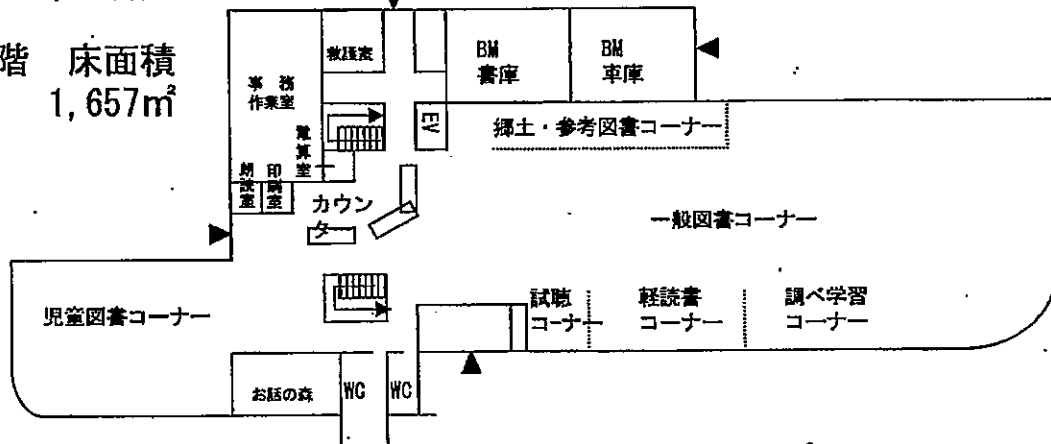 階 床面積
1,657㎡
救護室
BM
書庫
BM
車庫
事 務
作業室
EV
電算室
郷土・参考図書コーナー
朗読室
印刷室
カウン
ター
一般図書コーナー
児童図書コーナー
試聴
コーナー
軽読書
コーナー
調べ学習
コーナー
お話の森
WC
WC